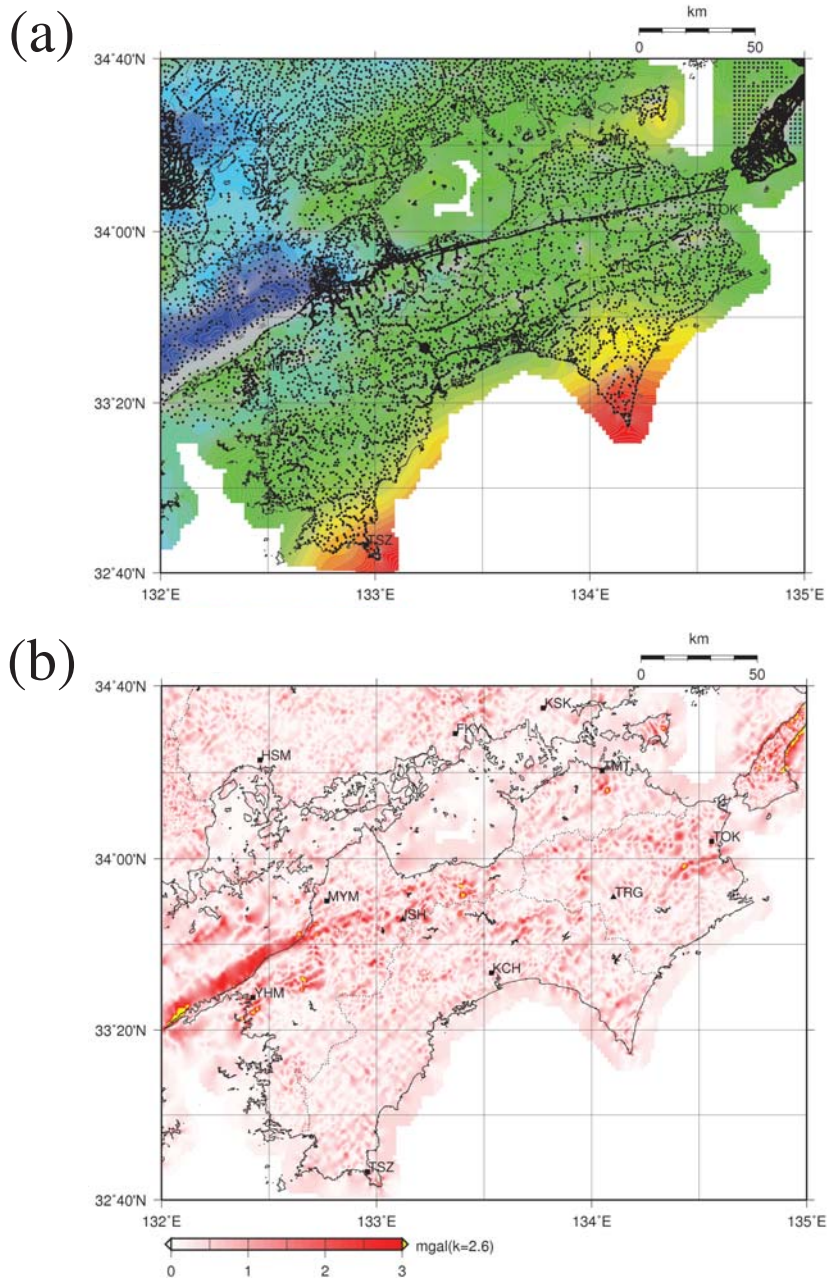 (a)
km
0 50
34°40'N
34°00'N
TOK
33°20'N
TSZ
32°40'N
132°E 133°E 134°E 135°E
(b)
km
0 50
34°40'N
KSK
FKY
HSM
TMT
TOK
34°00'N
MYM
TRG
ISH
KCH
YHM
33°20'N
TSZ
32°40'N
132°E 133°E 134°E 135°E
mgal(k=2.6)
0 1 2 3